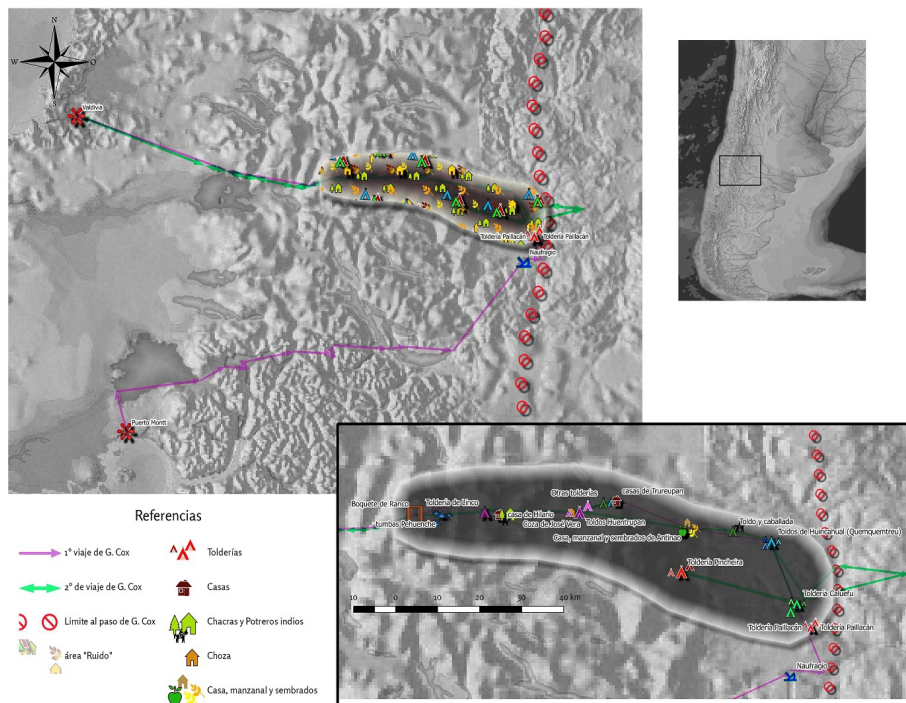 N
W
O
S
Valdivia
Toldería Paillacán
Toldería Paillacán
Naufragio
Puerto Montt
Boquete de Ranco
Toldería de Linco
tumbas Pehuenche
Otras tolderías
casas de Trureupan
Casa de Hilario
Coza de José Vera
Toldos Huentrupan
Casa, manzanal y sembrados de Antinao
Toldo y caballada
Toldos de Huincahual (Quemquemtreu)
Toldería Pincheira
Toldería Caluefu
Toldería Paillacán
Toldería Paillacán
Naufragio
10 0 10 20 30 40 km
Referencias
1° viaje de G. Cox
2° de viaje de G. Cox
Limite al paso de G. Cox
área "Ruido"
Tolderías
Casas
Chacras y Potreros indios
Choza
Casa, manzanal y sembrados